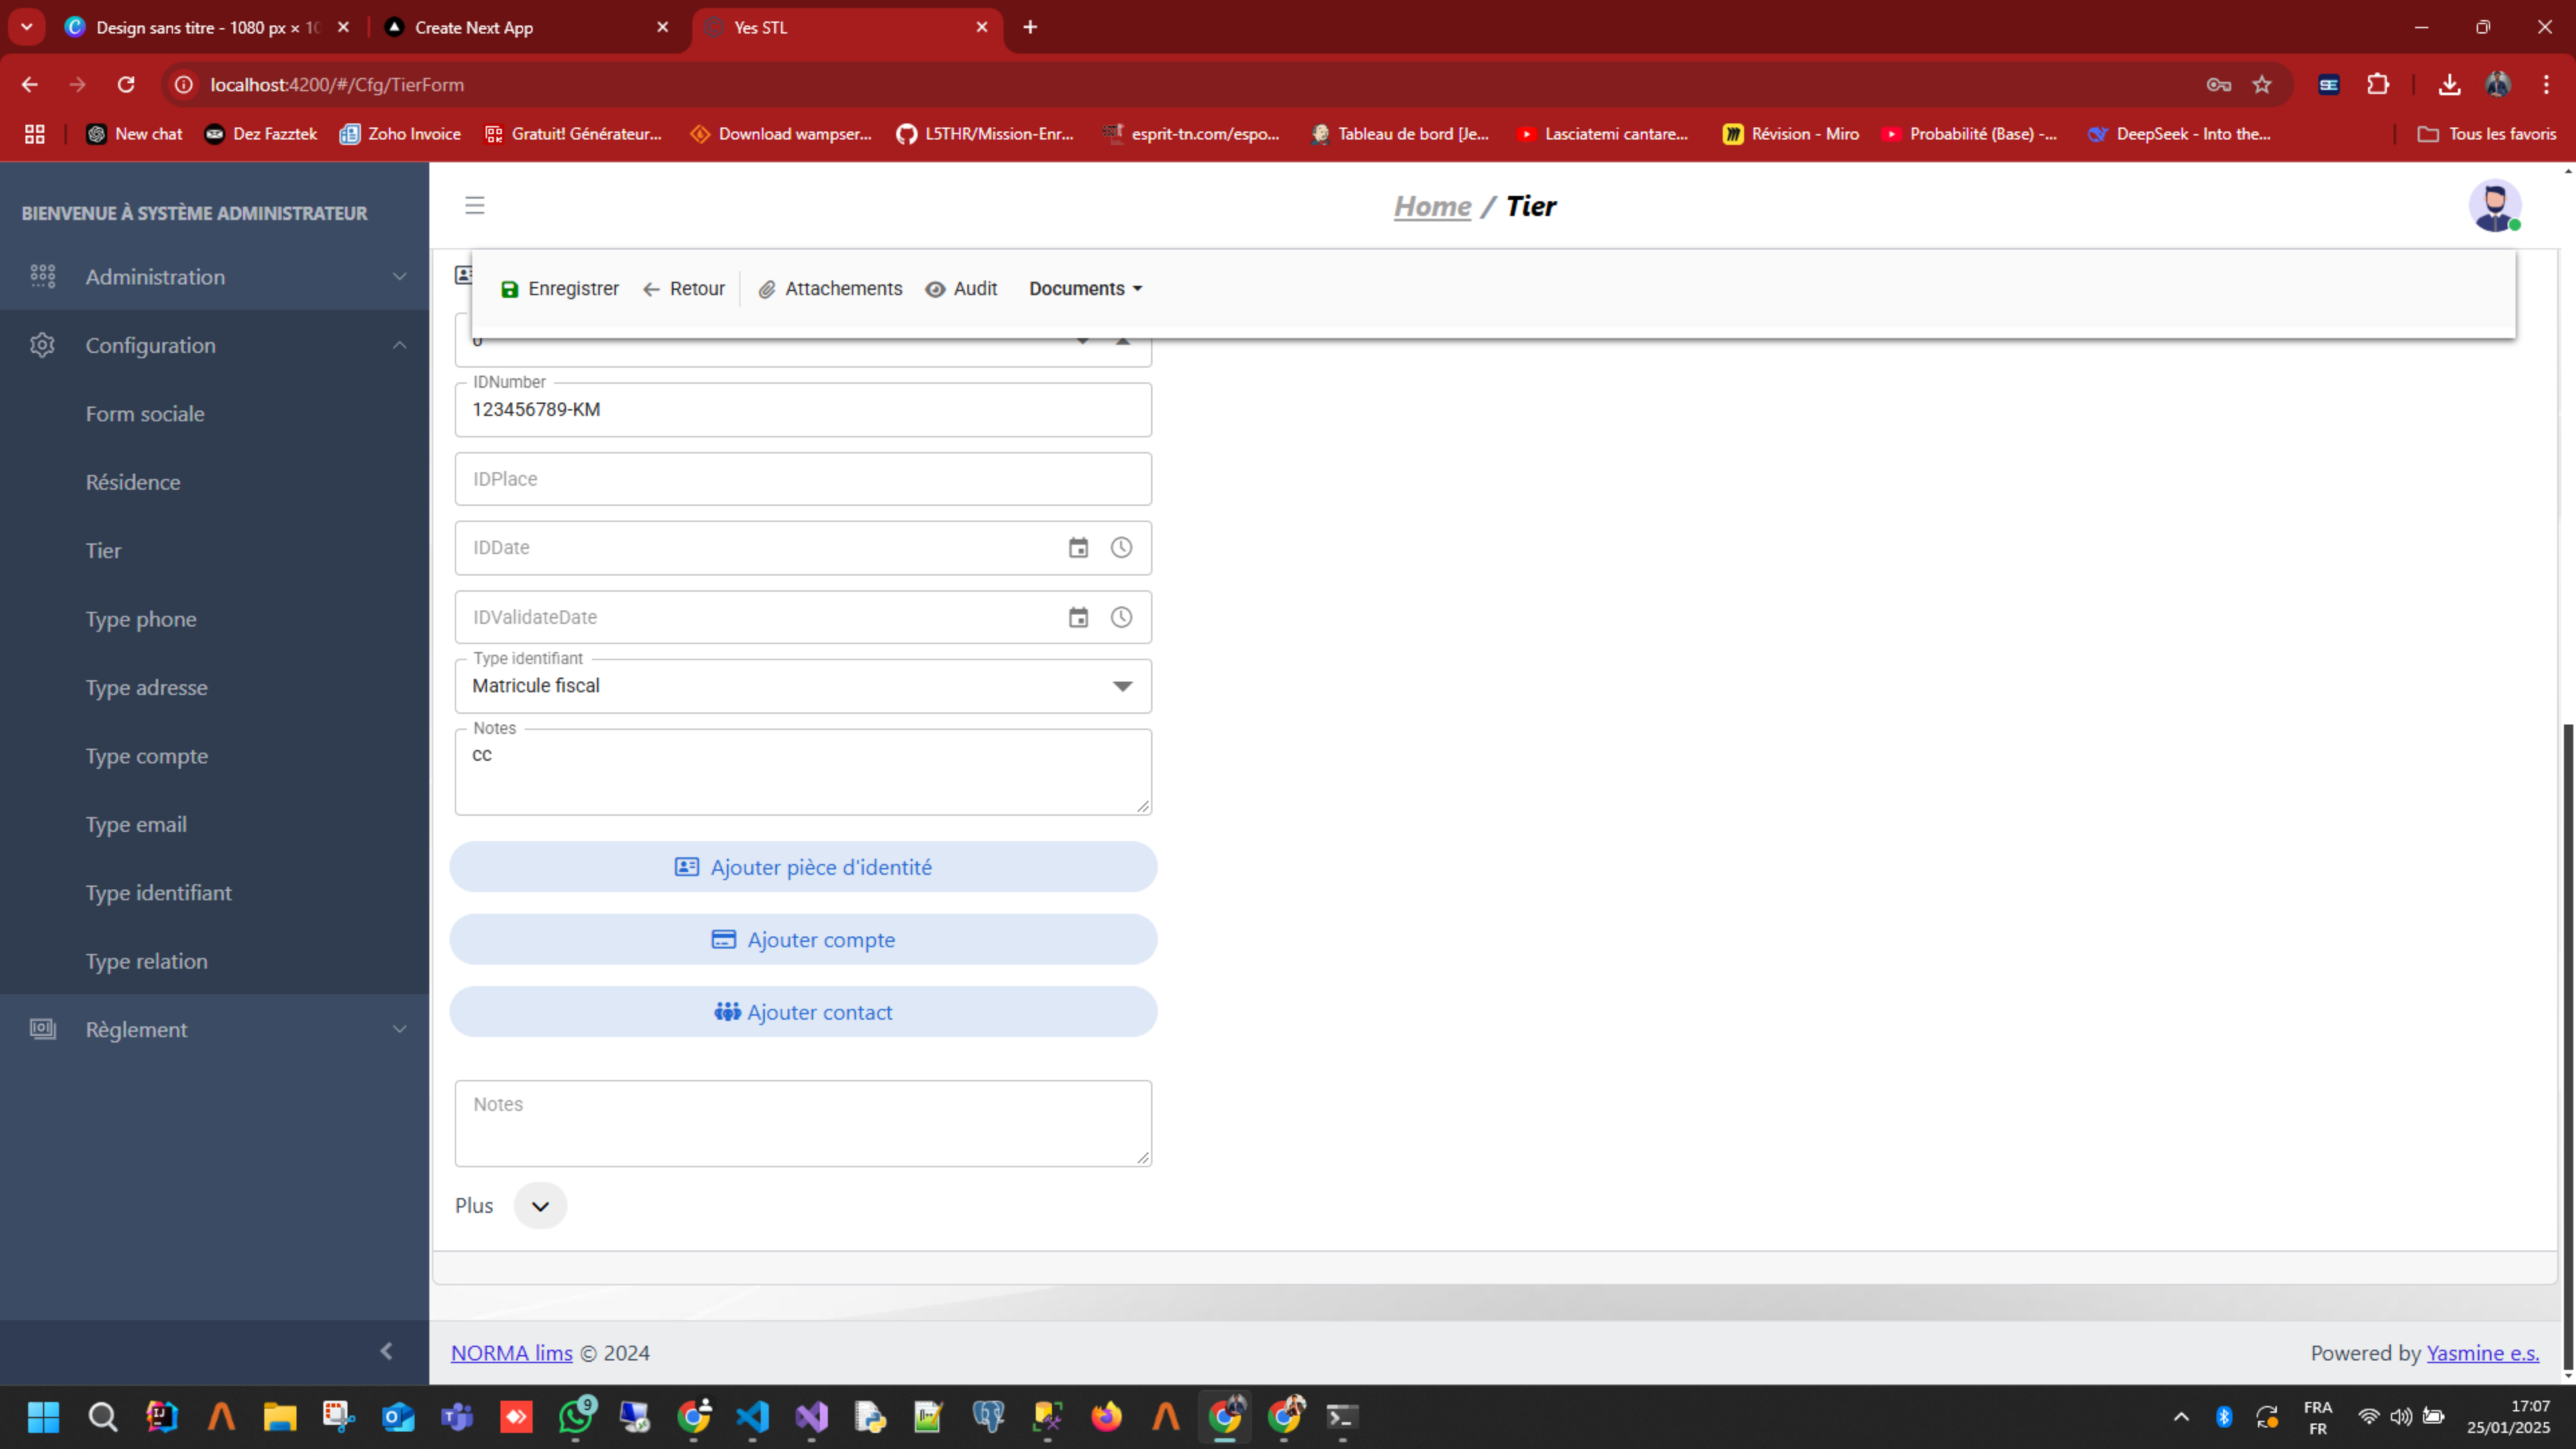 Design sans titre - 1080 px × 10
Create Next App
Yes STL
localhost:4200/#/Cfg/TierForm
New chat
Dez Fazztek
Zoho Invoice
Gratuit! Générateur...
Download wampser...
L5THR/Mission-Enr...
esprit-tn.com/espo...
Tableau de bord [Je...
Lasciatemi cantare...
Révision - Miro
Probabilité (Base) -...
DeepSeek - Into the...
Tous les favoris
BIENVENUE À SYSTÈME ADMINISTRATEUR
Home / Tier
Administration
Configuration
Form sociale
Résidence
Tier
Type phone
Type adresse
Type compte
Type email
Type identifiant
Type relation
Règlement
Enregistrer
Retour
Attachements
Audit
Documents
0
IDNumber
123456789-KM
IDPlace
IDDate
IDValidateDate
Type identifiant
Matricule fiscal
Notes
cc
Ajouter pièce d'identité
Ajouter compte
Ajouter contact
Notes
Plus
NORMA lims © 2024
Powered by Yasmine e.s.
9
FRA
FR
17:07
25/01/2025